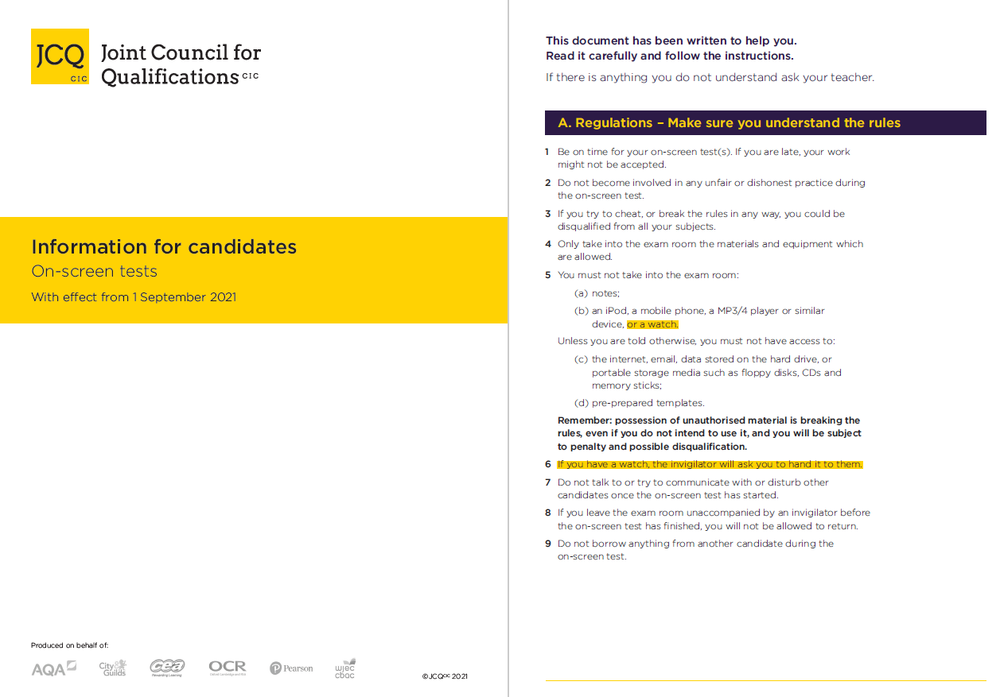 JCQ
CIC
Joint Council for
Qualifications CIC
Information for candidates
On-screen tests
With effect from 1 September 2021
Produced on behalf of:
AQA
City&
Guilds
cea
Rewarding Learning
OCR
Oxford Cambridge and RSA
Pearson
wjec
cbac
©JCQCIC 2021
This document has been written to help you.
Read it carefully and follow the instructions.
If there is anything you do not understand ask your teacher.
A. Regulations – Make sure you understand the rules
1 Be on time for your on-screen test(s). If you are late, your work
might not be accepted.
2 Do not become involved in any unfair or dishonest practice during
the on-screen test.
3 If you try to cheat, or break the rules in any way, you could be
disqualified from all your subjects.
4 Only take into the exam room the materials and equipment which
are allowed.
5 You must not take into the exam room:
(a) notes;
(b) an iPod, a mobile phone, a MP3/4 player or similar
device, or a watch.
Unless you are told otherwise, you must not have access to:
(c) the internet, email, data stored on the hard drive, or
portable storage media such as floppy disks, CDs and
memory sticks;
(d) pre-prepared templates.
Remember: possession of unauthorised material is breaking the
rules, even if you do not intend to use it, and you will be subject
to penalty and possible disqualification.
6 If you have a watch, the invigilator will ask you to hand it to them.
7 Do not talk to or try to communicate with or disturb other
candidates once the on-screen test has started.
8 If you leave the exam room unaccompanied by an invigilator before
the on-screen test has finished, you will not be allowed to return.
9 Do not borrow anything from another candidate during the
on-screen test.